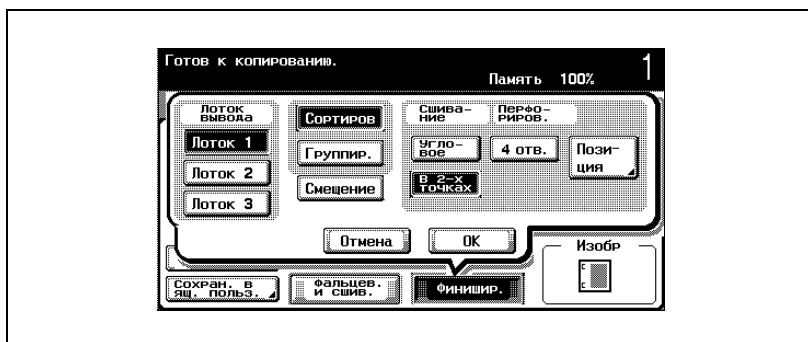 Готов к копированию.
Память 100%
1
Лоток
вывода
Лоток 1
Лоток 2
Лоток 3
Сортиров
Группир.
Смещение
Сшива-
ние
Угло-
вое
В 2-х
точках
Перфо-
риров.
4 отв.
Пози-
ция
Отмена
OK
Изобр
Сохран. в
ящ. польз.
Фальцев.
и сшив.
Финишир.